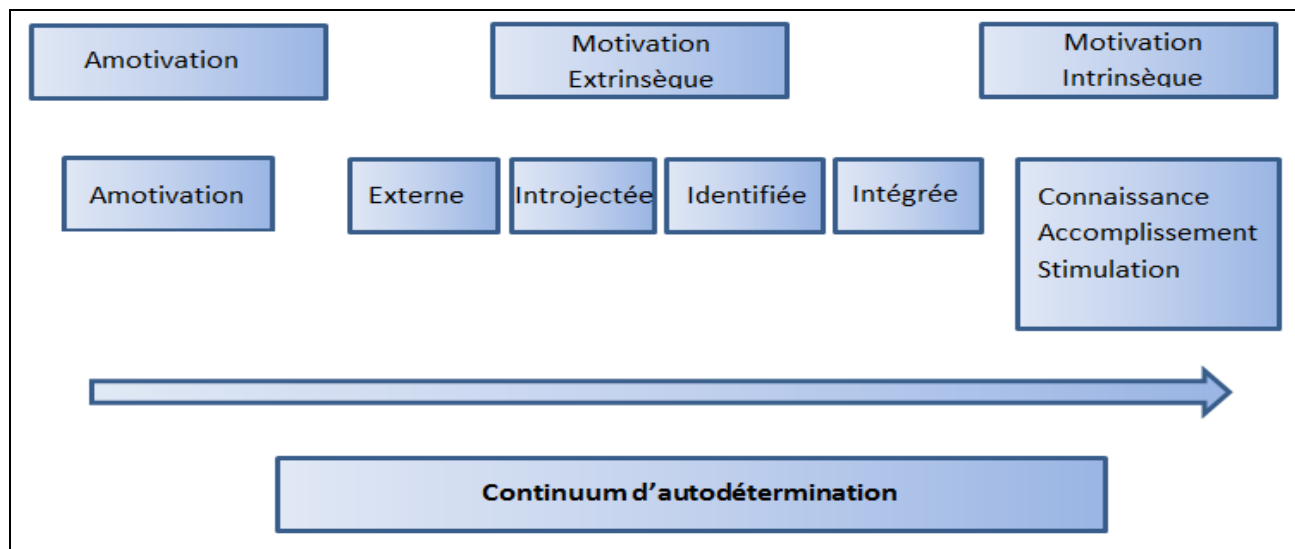 Amotivation
Motivation
Extrinsèque
Motivation
Intrinsèque
Amotivation
Externe
Introjectée
Identifiée
Intégrée
Connaissance
Accomplissement
Stimulation
Continuum d’autodétermination